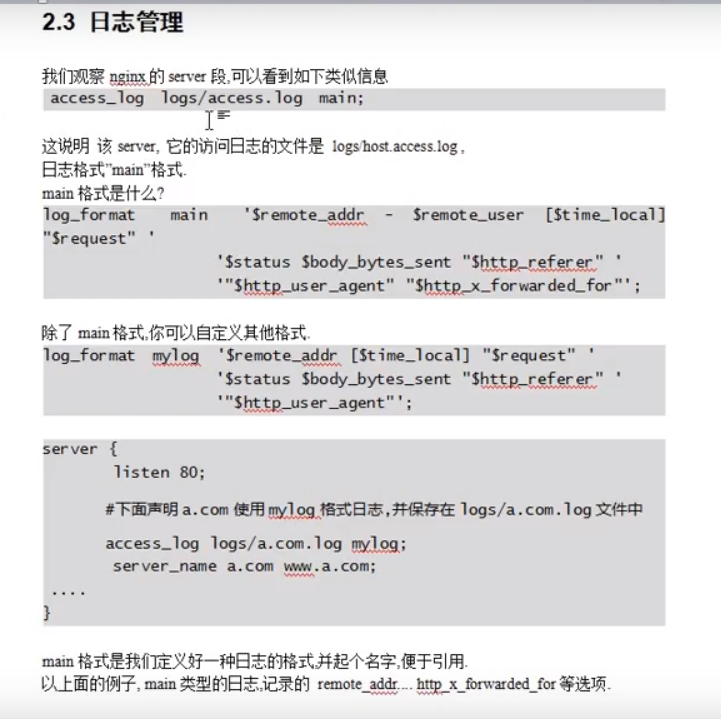 2.3 日志管理
我们观察 nginx 的 server 段,可以看到如下类似信息
access_log logs/access.log main;
这说明 该 server, 它的访问日志的文件是 logs/host.access.log,
日志格式”main”格式.
main 格式是什么?
log_format main '$remote_addr - $remote_user [$time_local]
"$request" '
'$status $body_bytes_sent "$http_referer" '
'"$http_user_agent" "$http_x_forwarded_for"';
除了 main 格式,你可以自定义其他格式.
log_format mylog '$remote_addr [$time_local] "$request" '
'$status $body_bytes_sent "$http_referer" '
'"$http_user_agent"';
server {
listen 80;
#下面声明 a.com 使用 mylog 格式日志,并保存在 logs/a.com.log 文件中
access_log logs/a.com.log mylog;
server_name a.com www.a.com;
....
}
main 格式是我们定义好一种日志的格式,并起个名字,便于引用.
以上面的例子, main 类型的日志,记录的 remote_addr.... http_x_forwarded_for 等选项.